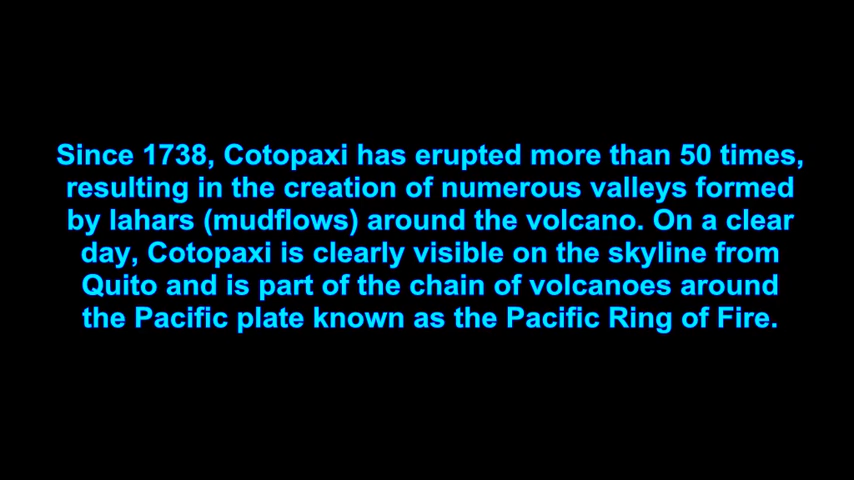 Since 1738, Cotopaxi has erupted more than 50 times,
resulting in the creation of numerous valleys formed
by lahars (mudflows) around the volcano. On a clear
day, Cotopaxi is clearly visible on the skyline from
Quito and is part of the chain of volcanoes around
the Pacific plate known as the Pacific Ring of Fire.